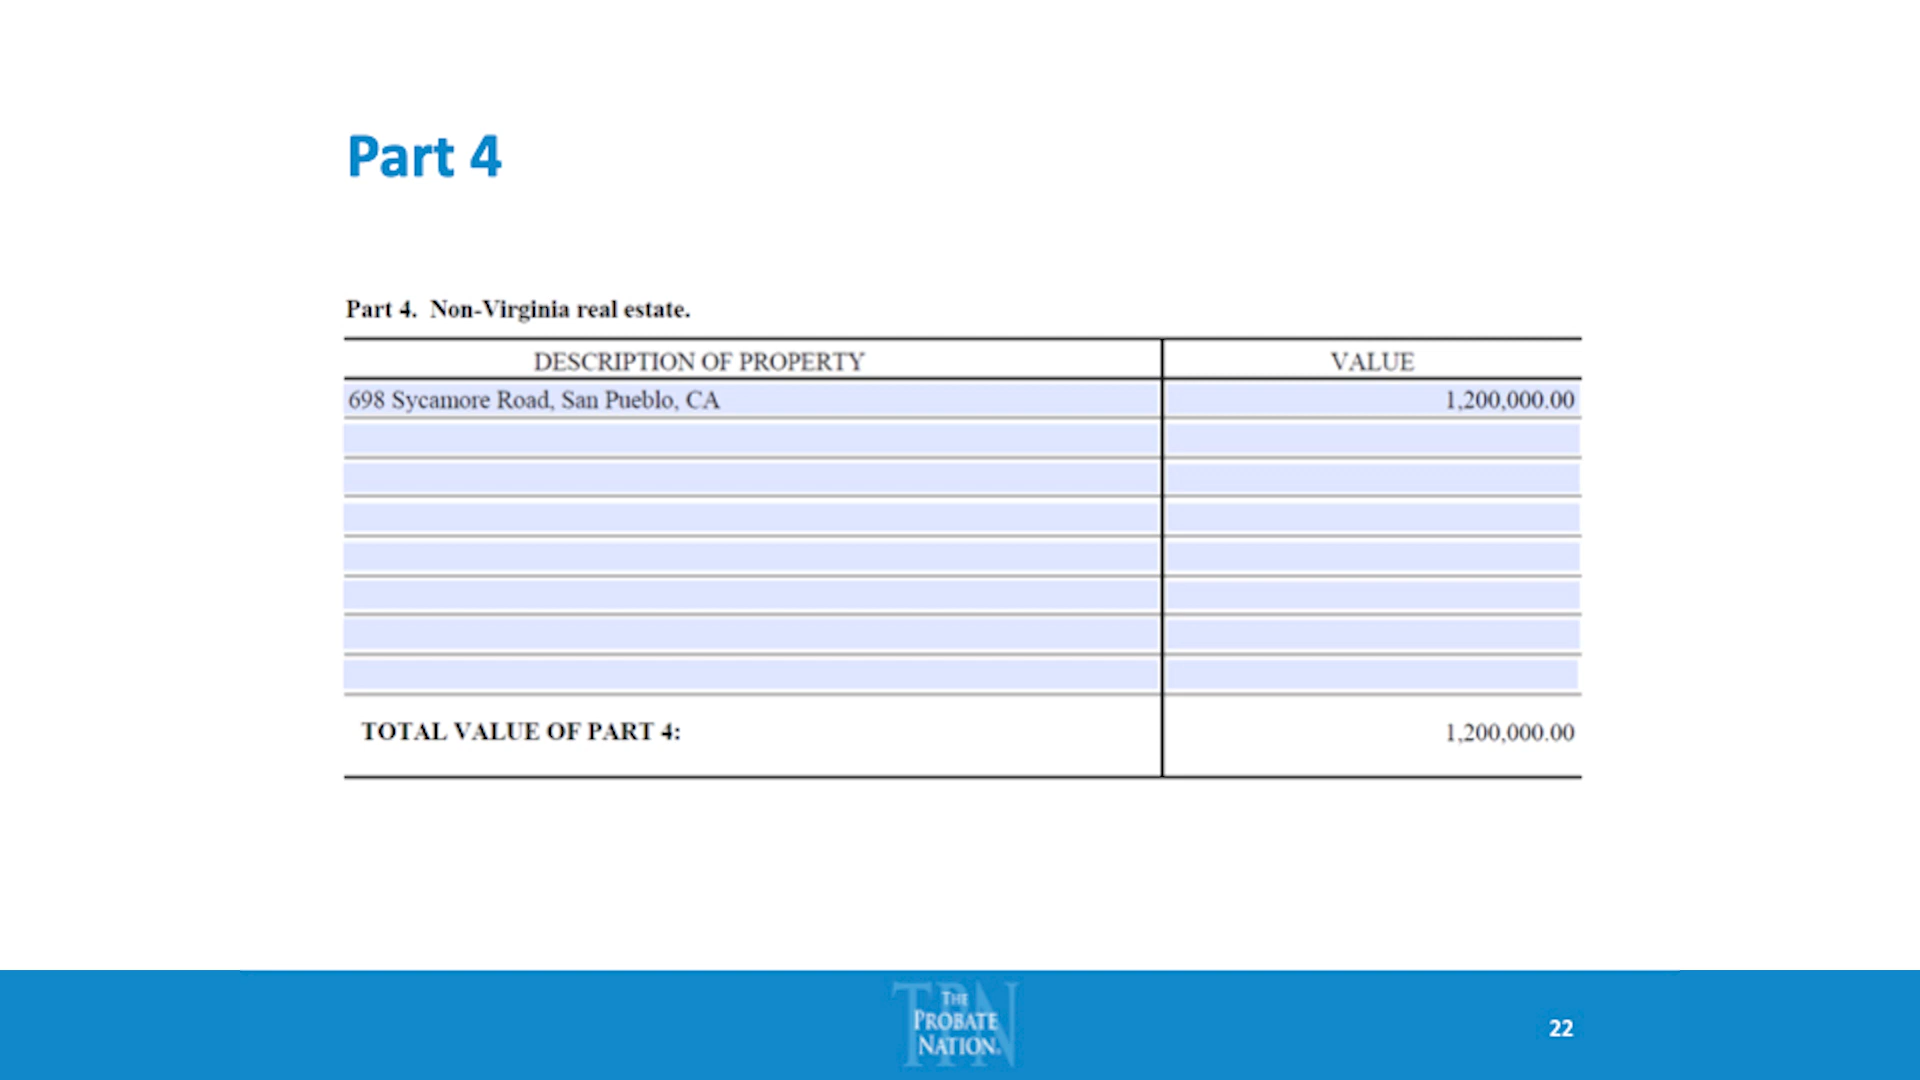 Part 4
Part 4. Non-Virginia real estate.
DESCRIPTION OF PROPERTY VALUE
698 Sycamore Road, San Pueblo, CA 1,200,000.00
TOTAL VALUE OF PART 4: 1,200,000.00
TPN
THE
PROBATE
NATION.
22